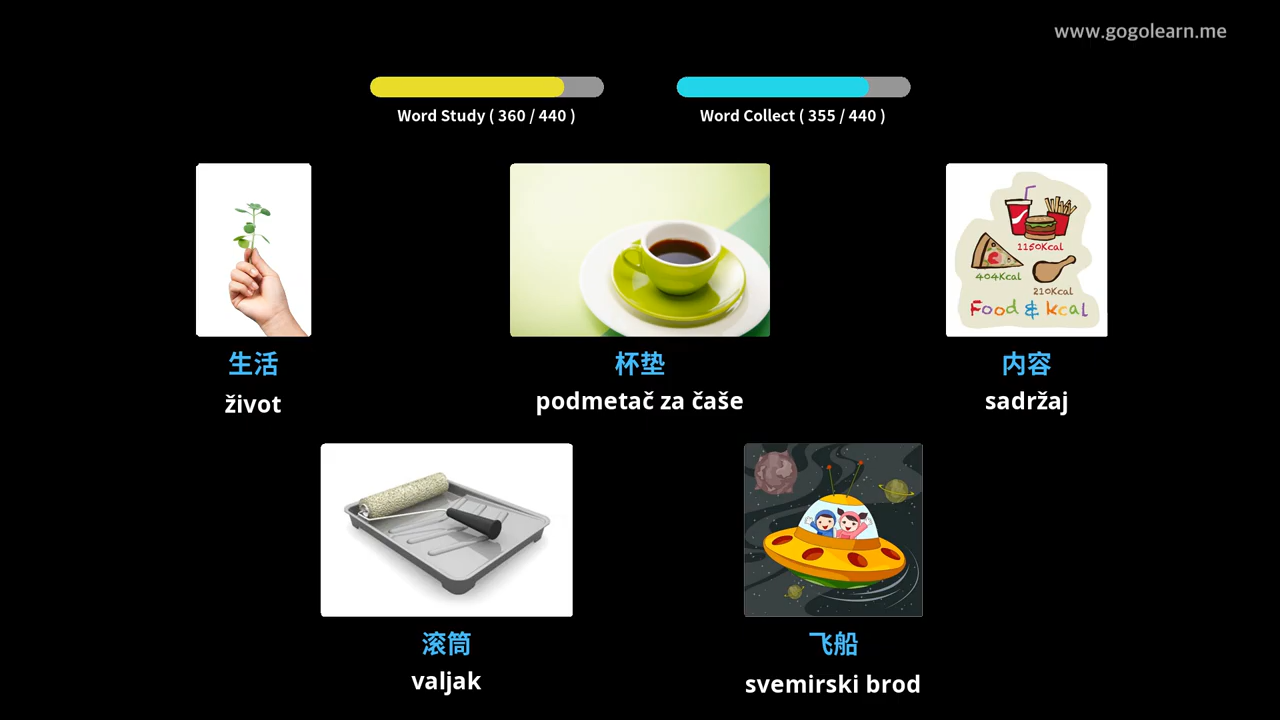 www.gogolearn.me
Word Study ( 360 / 440 )
Word Collect ( 355 / 440 )
1150Kcal
404Kcal
210Kcal
Food & kcal
生活
杯垫
内容
život
podmetač za čaše
sadržaj
滚筒
飞船
valjak
svemirski brod